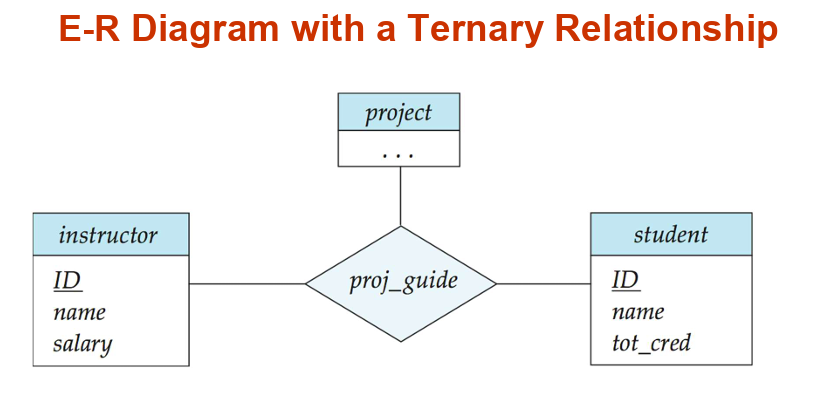 E-R Diagram with a Ternary Relationship
project
. . .
instructor
ID
name
salary
proj_guide
student
ID
name
tot_cred